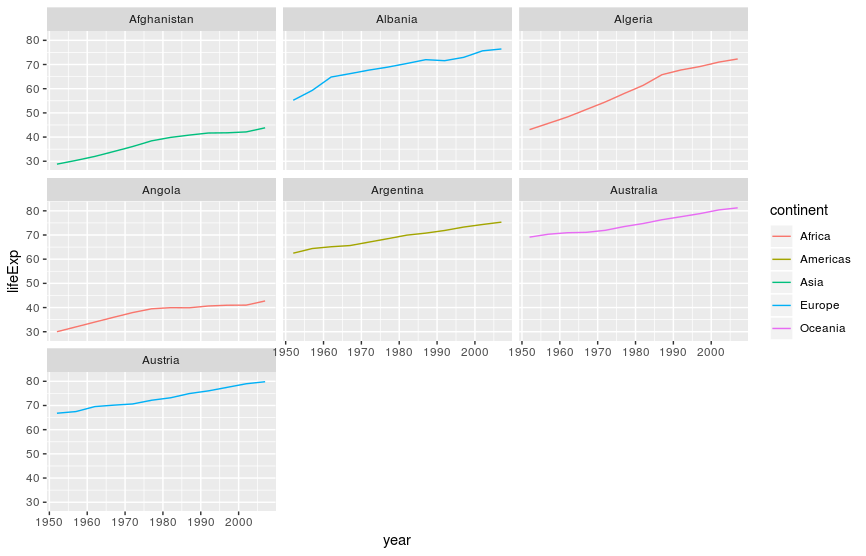 Afghanistan Albania Algeria
80
70
60
50
40
30
Angola Argentina Australia
80
70
60
50
40
30
1950 1960 1970 1980 1990 2000 1950 1960 1970 1980 1990 2000
Austria
80
70
60
50
40
30
1950 1960 1970 1980 1990 2000
year
lifeExp
continent
Africa
Americas
Asia
Europe
Oceania